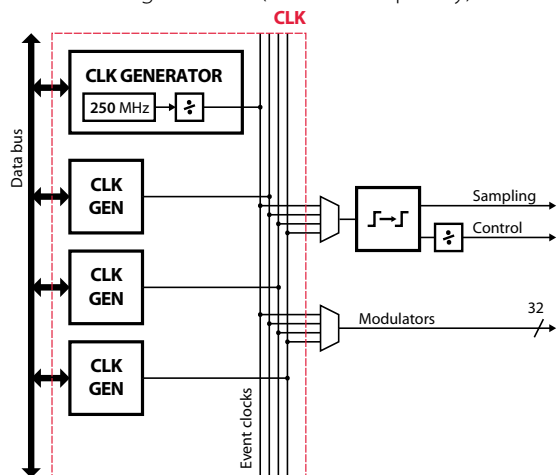 CLK
CLK GENERATOR
250 MHz
÷
Data bus
CLK
GEN
Sampling
÷
Control
CLK
GEN
32
Modulators
CLK
GEN
Event clocks